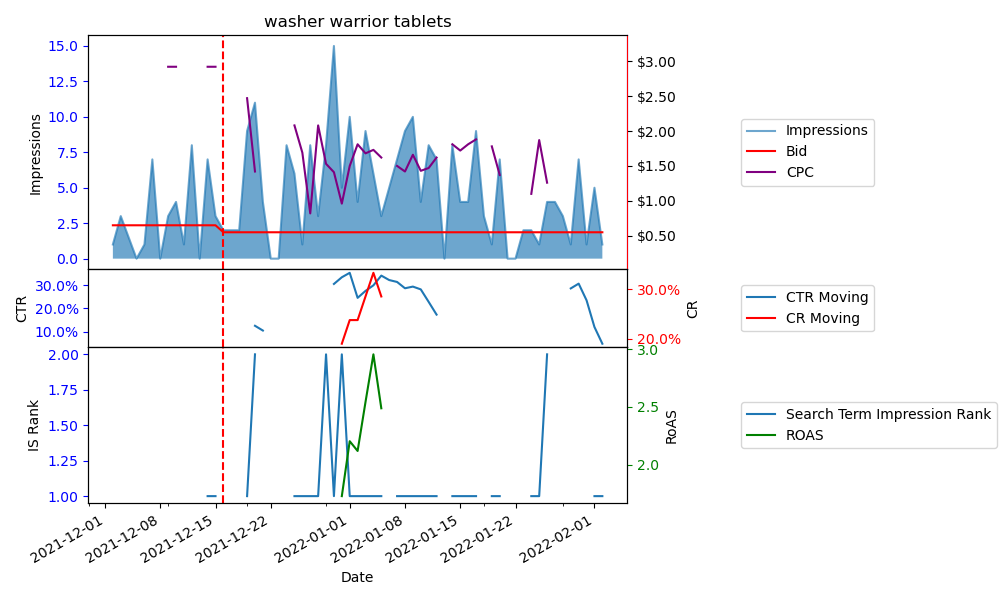 washer warrior tablets
15.0
12.5
10.0
7.5
5.0
2.5
0.0
Impressions
$3.00
$2.50
$2.00
$1.50
$1.00
$0.50
Impressions
Bid
CPC
30.0%
20.0%
10.0%
CTR
30.0%
20.0%
CR
CTR Moving
CR Moving
2.00
1.75
1.50
1.25
1.00
IS Rank
3.0
2.5
2.0
RoAS
Search Term Impression Rank
ROAS
2021-12-01
2021-12-08
2021-12-15
2021-12-22
2022-01-01
2022-01-08
2022-01-15
2022-01-22
2022-02-01
Date